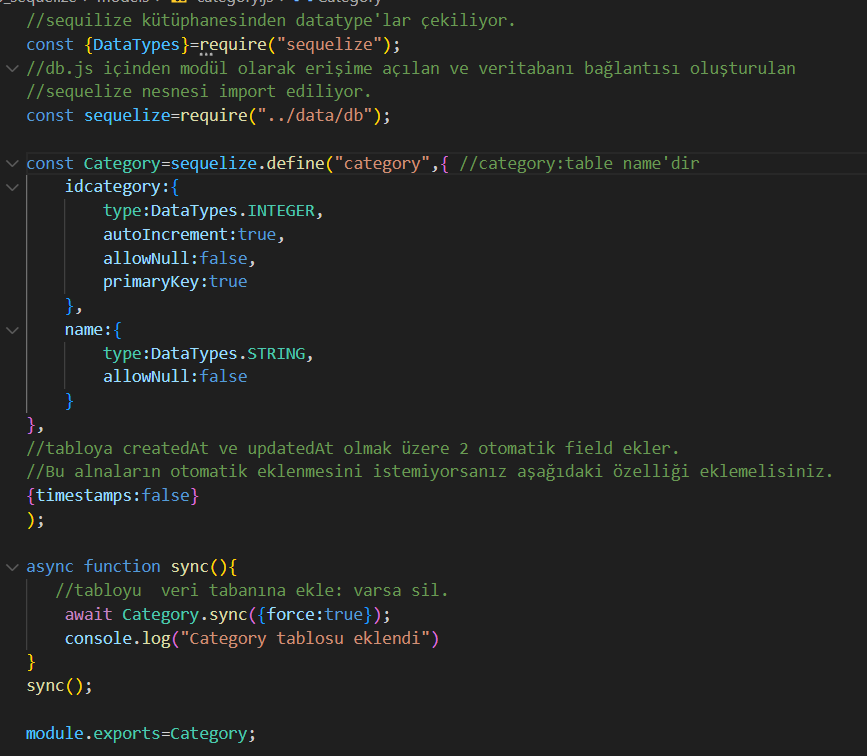 //sequilize kütüphanesinden datatype'lar çekiliyor.
const {DataTypes}=require("sequelize");
//db.js içinden modül olarak erişime açılan ve veritabanı bağlantısı oluşturulan
//sequelize nesnesi import ediliyor.
const sequelize=require("../data/db");
const Category=sequelize.define("category",{ //category:table name'dir
idcategory:{
type:DataTypes.INTEGER,
autoIncrement:true,
allowNull:false,
primaryKey:true
},
name:{
type:DataTypes.STRING,
allowNull:false
}
},
//tabloya createdAt ve updatedAt olmak üzere 2 otomatik field ekler.
//Bu alnaların otomatik eklenmesini istemiyorsanız aşağıdaki özelliği eklemelisiniz.
{timestamps:false}
);
async function sync(){
//tabloyu  veri tabanına ekle: varsa sil.
await Category.sync({force:true});
console.log("Category tablosu eklendi")
}
sync();
module.exports=Category;